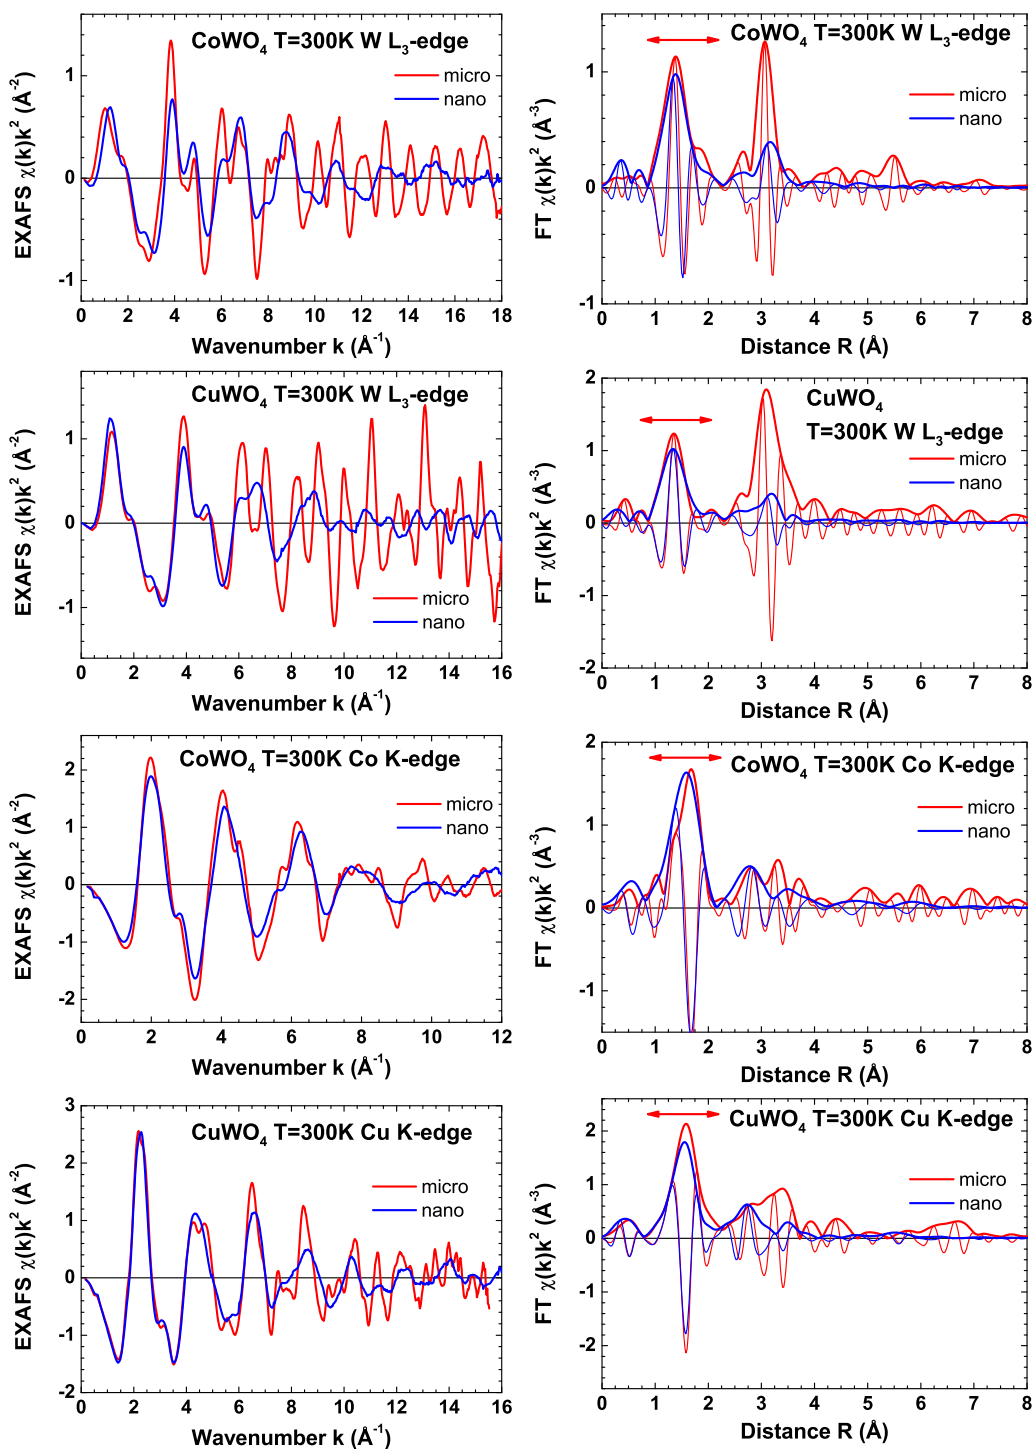 CoWO4 T=300K W L3-edge
micro
nano
EXAFS χ(k)k² (Å⁻²)
1
0
-1
0 2 4 6 8 10 12 14 16 18
Wavenumber k (Å⁻¹)
CoWO4 T=300K W L3-edge
micro
nano
FT χ(k)k² (Å⁻³)
1
0
-1
0 1 2 3 4 5 6 7 8
Distance R (Å)
CuWO4 T=300K W L3-edge
micro
nano
EXAFS χ(k)k² (Å⁻²)
1
0
-1
0 2 4 6 8 10 12 14 16
Wavenumber k (Å⁻¹)
CuWO4
T=300K W L3-edge
micro
nano
FT χ(k)k² (Å⁻³)
2
1
0
-1
-2
0 1 2 3 4 5 6 7 8
Distance R (Å)
CoWO4 T=300K Co K-edge
micro
nano
EXAFS χ(k)k² (Å⁻²)
2
1
0
-1
-2
0 2 4 6 8 10 12
Wavenumber k (Å⁻¹)
CoWO4 T=300K Co K-edge
micro
nano
FT χ(k)k² (Å⁻³)
2
1
0
-1
0 1 2 3 4 5 6 7 8
Distance R (Å)
CuWO4 T=300K Cu K-edge
micro
nano
EXAFS χ(k)k² (Å⁻²)
3
2
1
0
-1
-2
0 2 4 6 8 10 12 14 16
Wavenumber k (Å⁻¹)
CuWO4 T=300K Cu K-edge
micro
nano
FT χ(k)k² (Å⁻³)
2
1
0
-1
-2
0 1 2 3 4 5 6 7 8
Distance R (Å)